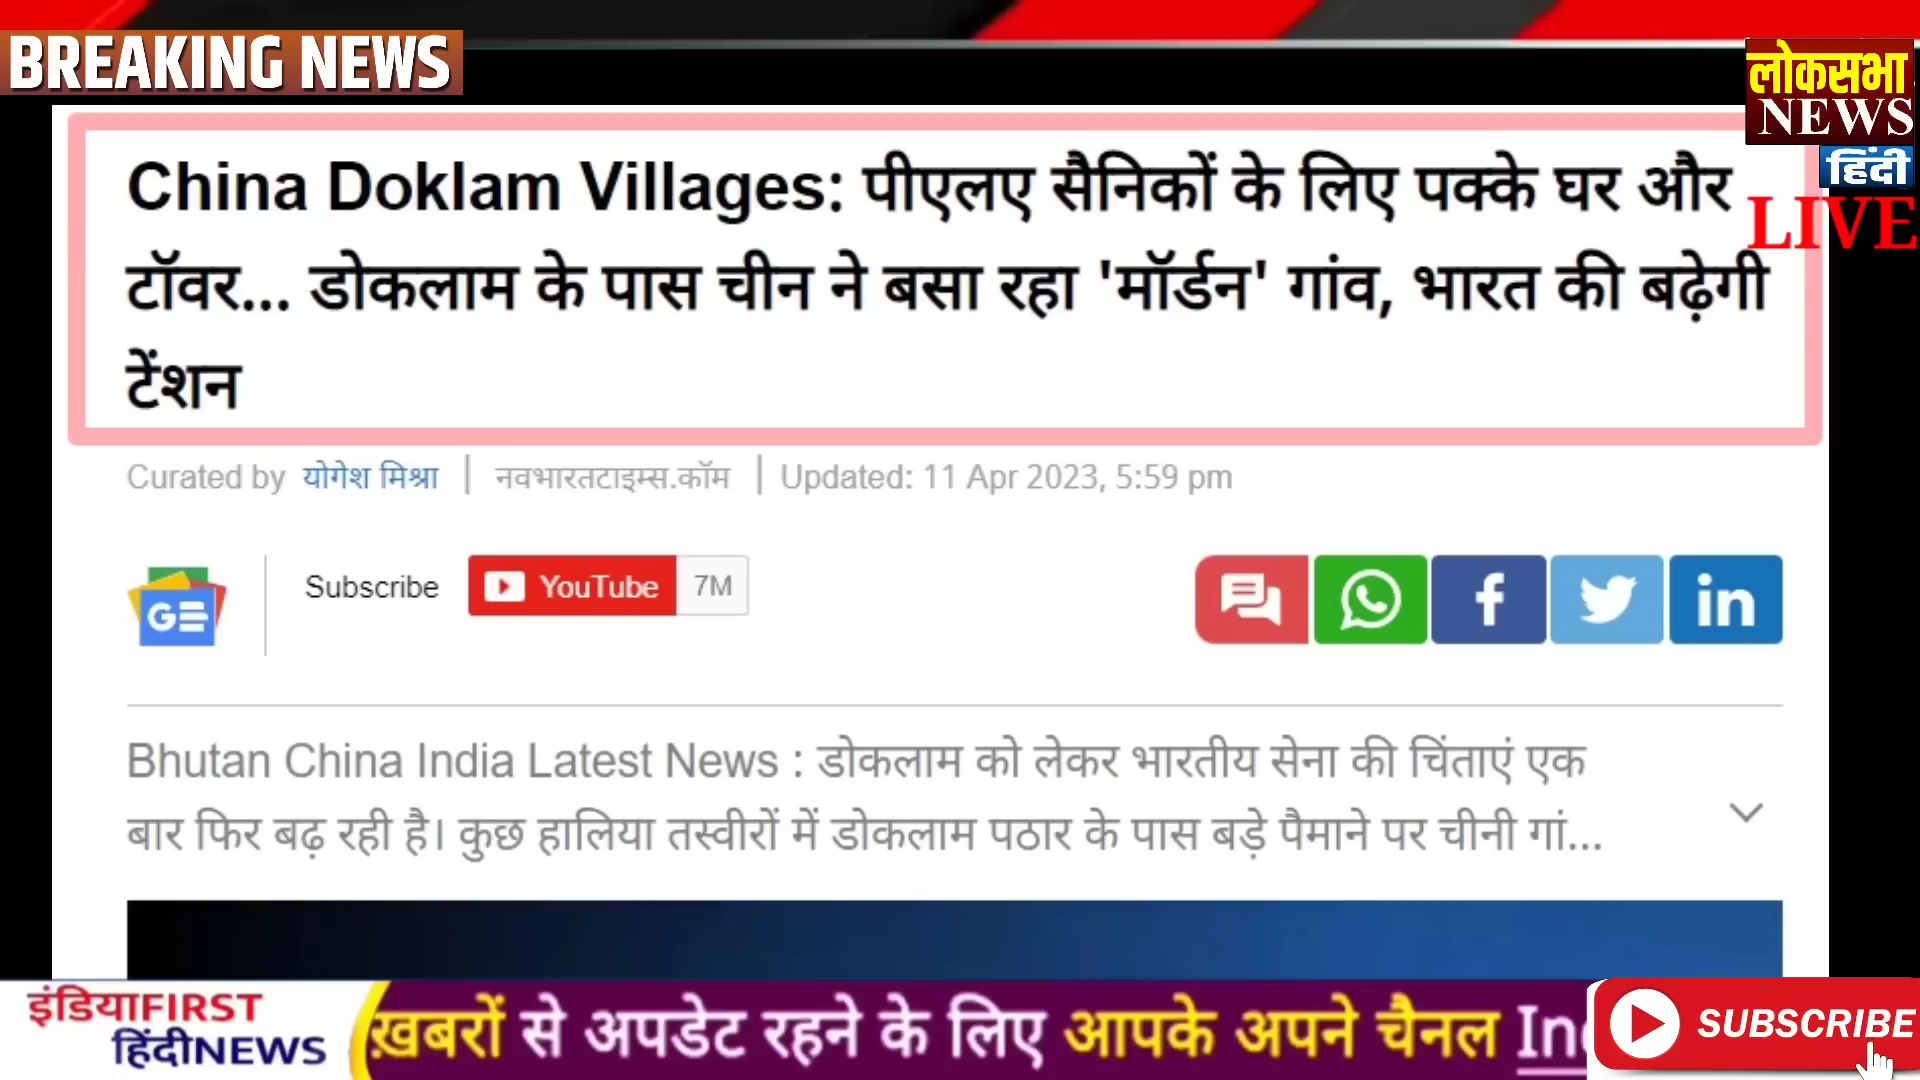 BREAKING NEWS
लोकसभा
NEWS
हिंदी
LIVE
China Doklam Villages: पीएलए सैनिकों के लिए पक्के घर और
टॉवर... डोकलाम के पास चीन ने बसा रहा 'मॉर्डन' गांव, भारत की बढ़ेगी
टेंशन
Curated by योगेश मिश्रा | नवभारतटाइम्स.कॉम | Updated: 11 Apr 2023, 5:59 pm
Subscribe YouTube 7M
Bhutan China India Latest News : डोकलाम को लेकर भारतीय सेना की चिंताएं एक
बार फिर बढ़ रही है। कुछ हालिया तस्वीरों में डोकलाम पठार के पास बड़े पैमाने पर चीनी गां...
इंडियाFIRST
हिंदीNEWS
ख़बरों से अपडेट रहने के लिए आपके अपने चैनल
SUBSCRIBE